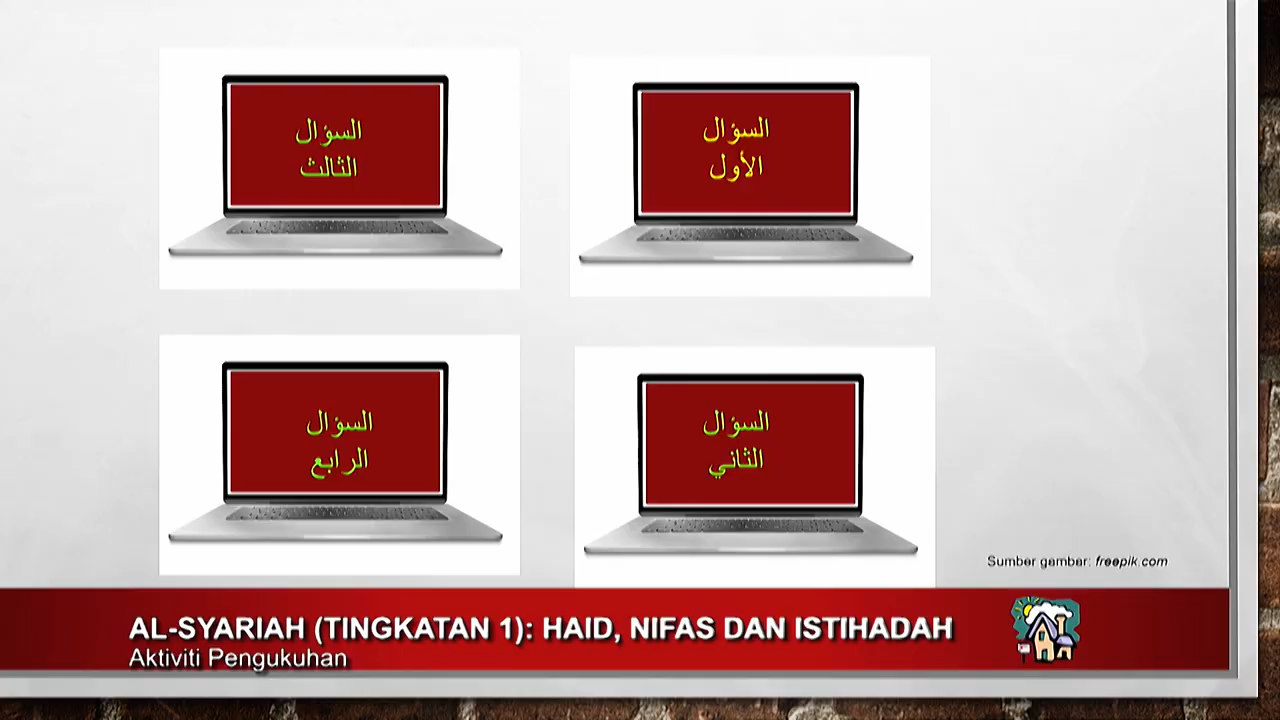 السؤال
الأول
السؤال
الثاني
السؤال
الثالث
السؤال
الرابع
Sumber gambar: freepik.com
AL-SYARIAH (TINGKATAN 1): HAID, NIFAS DAN ISTIHADAH
Aktiviti Pengukuhan